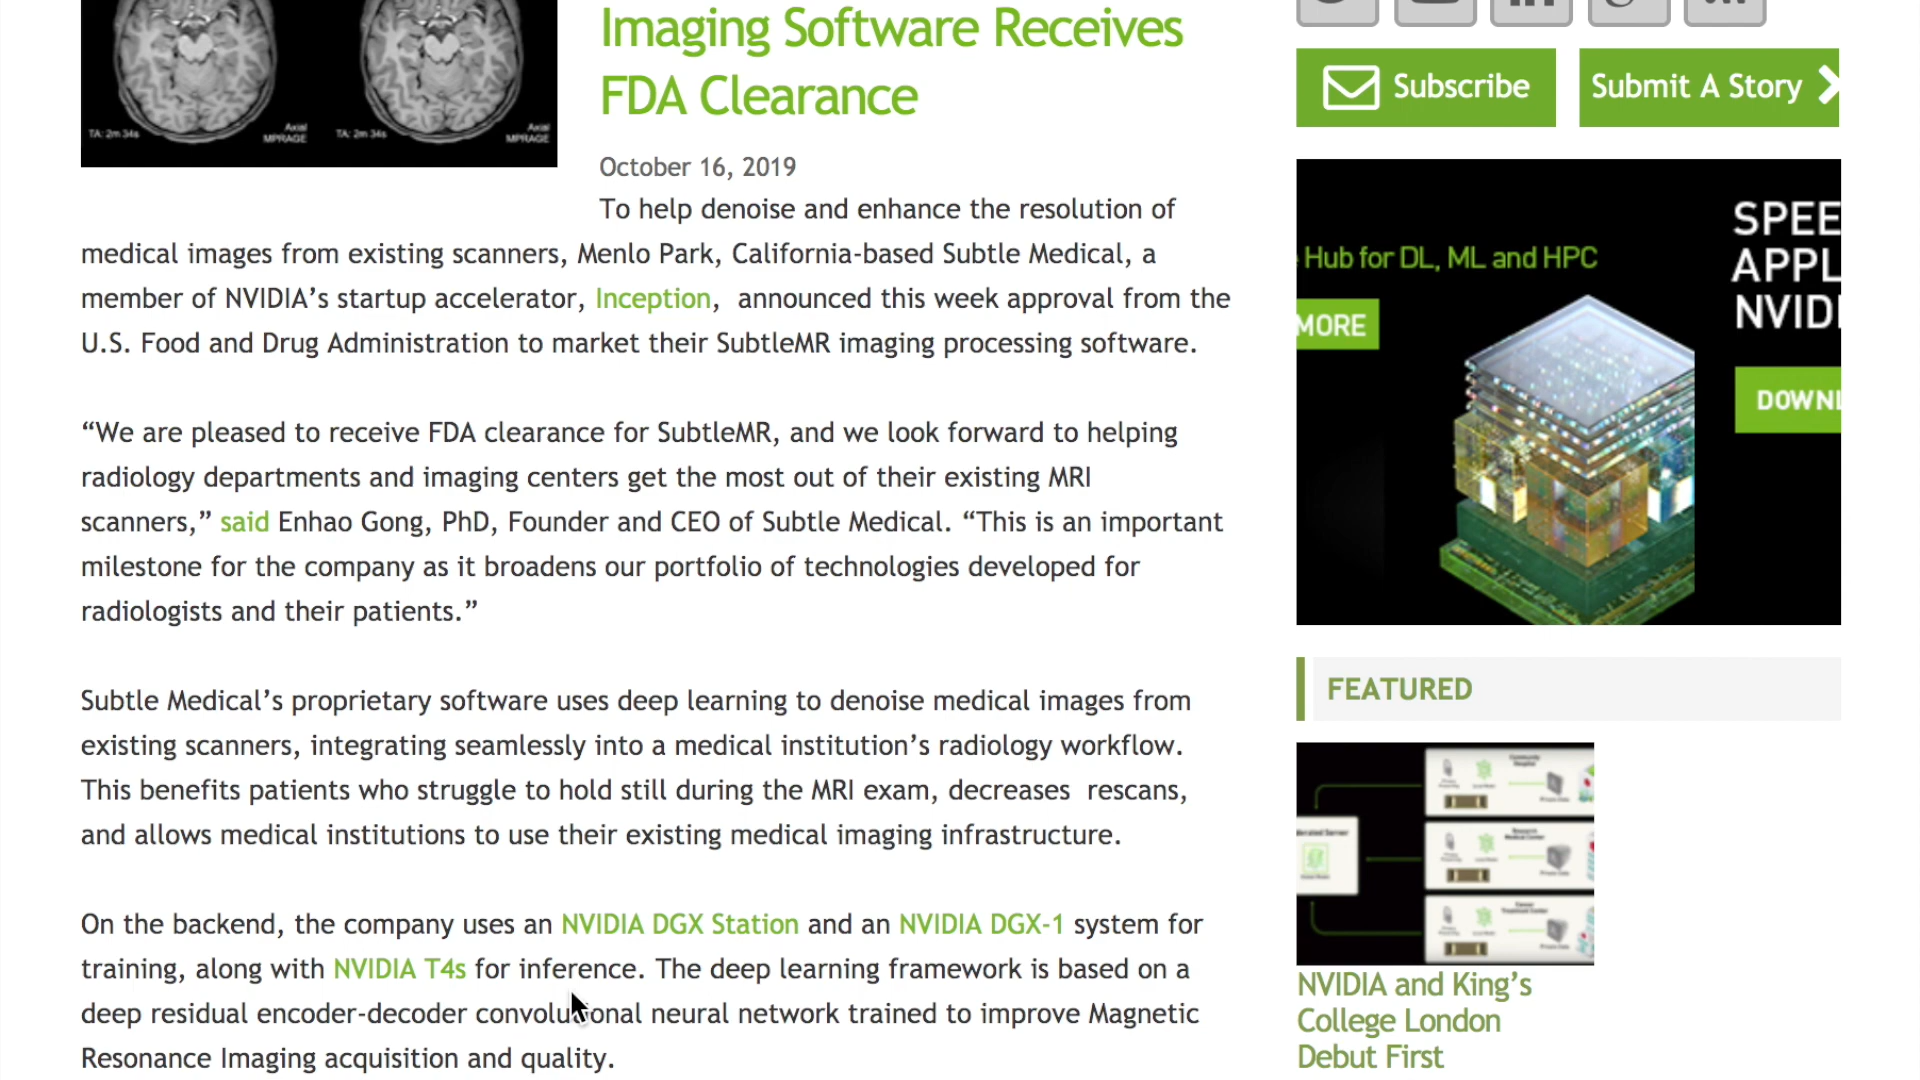 Imaging Software Receives
FDA Clearance
TA: 2m 34s
Axial
MPRAGE
TA: 2m 34s
Axial
MPRAGE
October 16, 2019
To help denoise and enhance the resolution of
medical images from existing scanners, Menlo Park, California-based Subtle Medical, a
member of NVIDIA’s startup accelerator, Inception,  announced this week approval from the
U.S. Food and Drug Administration to market their SubtleMR imaging processing software.
“We are pleased to receive FDA clearance for SubtleMR, and we look forward to helping
radiology departments and imaging centers get the most out of their existing MRI
scanners,” said Enhao Gong, PhD, Founder and CEO of Subtle Medical. “This is an important
milestone for the company as it broadens our portfolio of technologies developed for
radiologists and their patients.”
Subtle Medical’s proprietary software uses deep learning to denoise medical images from
existing scanners, integrating seamlessly into a medical institution’s radiology workflow.
This benefits patients who struggle to hold still during the MRI exam, decreases  rescans,
and allows medical institutions to use their existing medical imaging infrastructure.
On the backend, the company uses an NVIDIA DGX Station and an NVIDIA DGX-1 system for
training, along with NVIDIA T4s for inference. The deep learning framework is based on a
deep residual encoder-decoder convolutional neural network trained to improve Magnetic
Resonance Imaging acquisition and quality.
Subscribe
Submit A Story
Hub for DL, ML and HPC
MORE
SPEE
APPL
NVIDI
DOWNL
FEATURED
NVIDIA and King’s
College London
Debut First